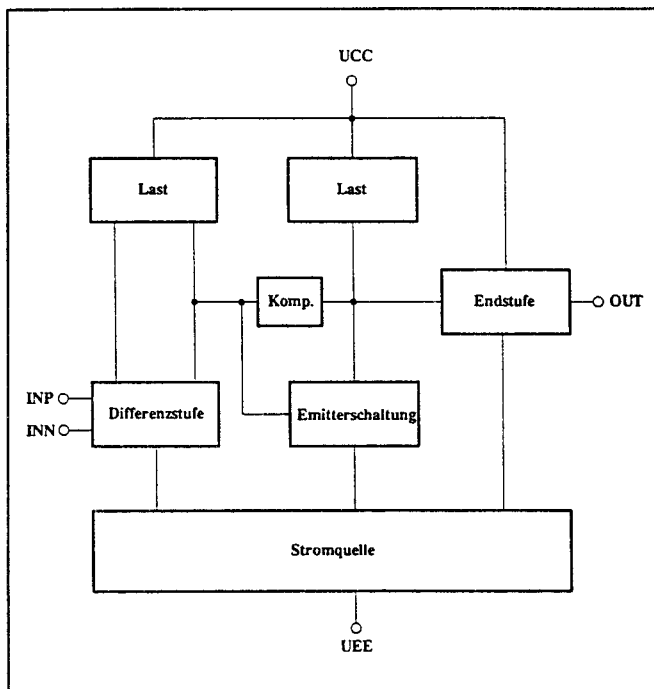 UCC
Last
Last
Komp.
Endstufe
OUT
INP
INN
Differenzstufe
Emitterschaltung
Stromquelle
UEE